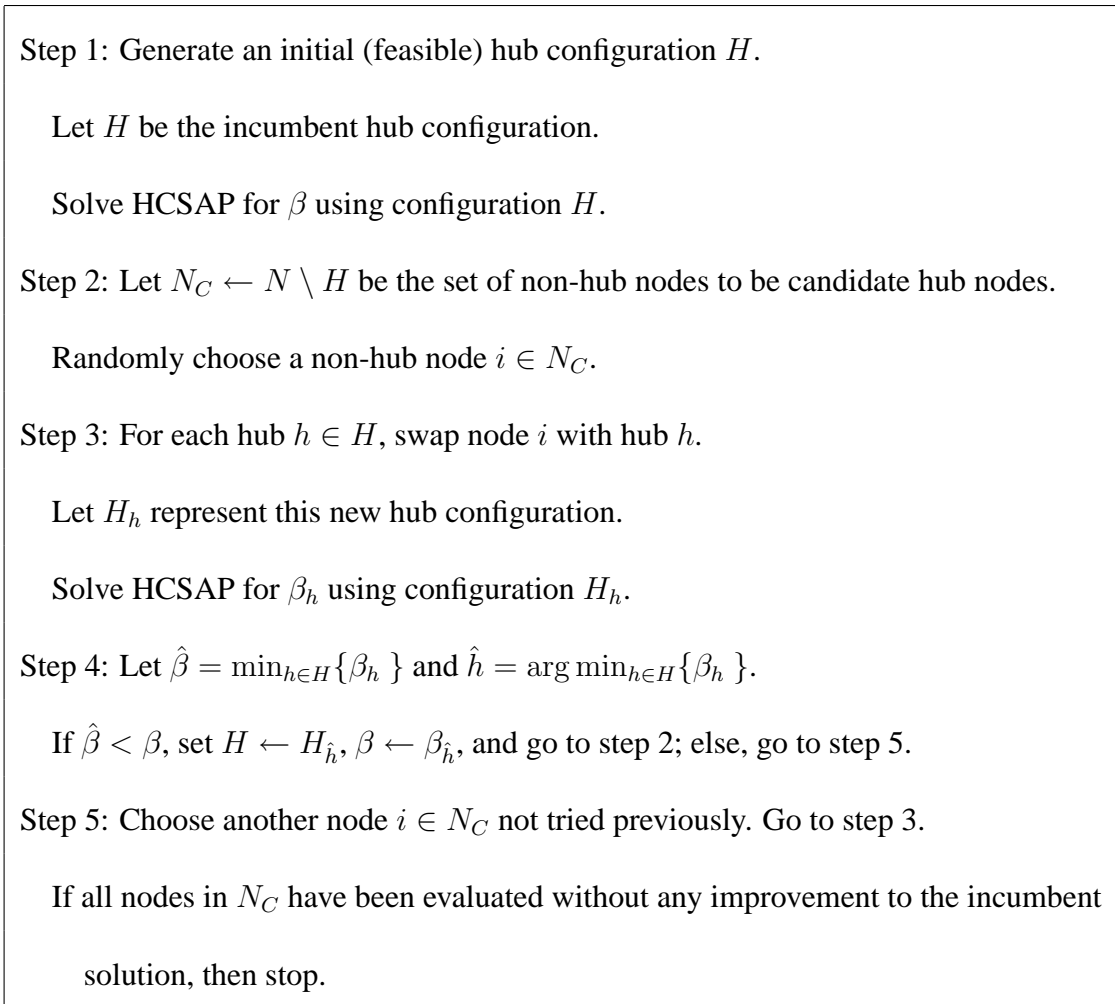 Step 1: Generate an initial (feasible) hub configuration H.
Let H be the incumbent hub configuration.
Solve HCSAP for β using configuration H.
Step 2: Let N_C ← N \ H be the set of non-hub nodes to be candidate hub nodes.
Randomly choose a non-hub node i ∈ N_C.
Step 3: For each hub h ∈ H, swap node i with hub h.
Let H_h represent this new hub configuration.
Solve HCSAP for β_h using configuration H_h.
Step 4: Let β̂ = min_{h∈H}{β_h } and ĥ = arg min_{h∈H}{β_h }.
If β̂ < β, set H ← H_ĥ, β ← β_ĥ, and go to step 2; else, go to step 5.
Step 5: Choose another node i ∈ N_C not tried previously. Go to step 3.
If all nodes in N_C have been evaluated without any improvement to the incumbent
solution, then stop.